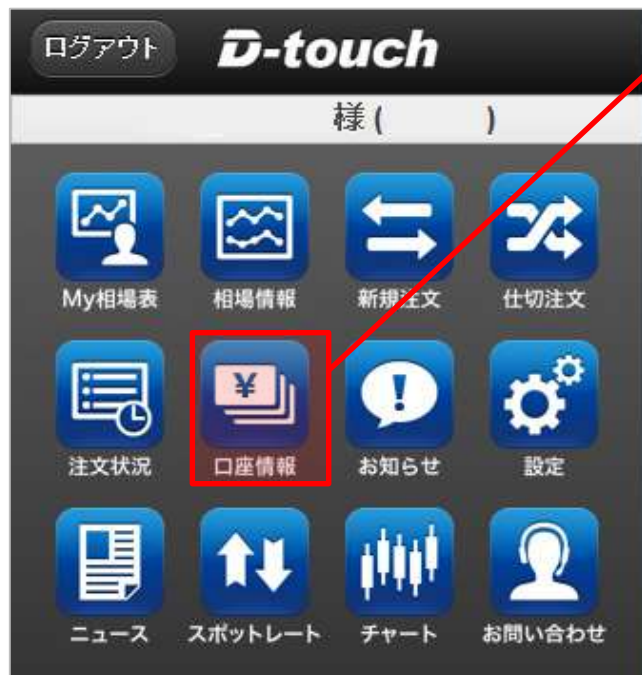 ログアウト D-touch
様( )
My相場表 相場情報 新規注文 仕切注文
¥ !
注文状況 口座情報 お知らせ 設定
ニュース スポットレート チャート お問い合わせ